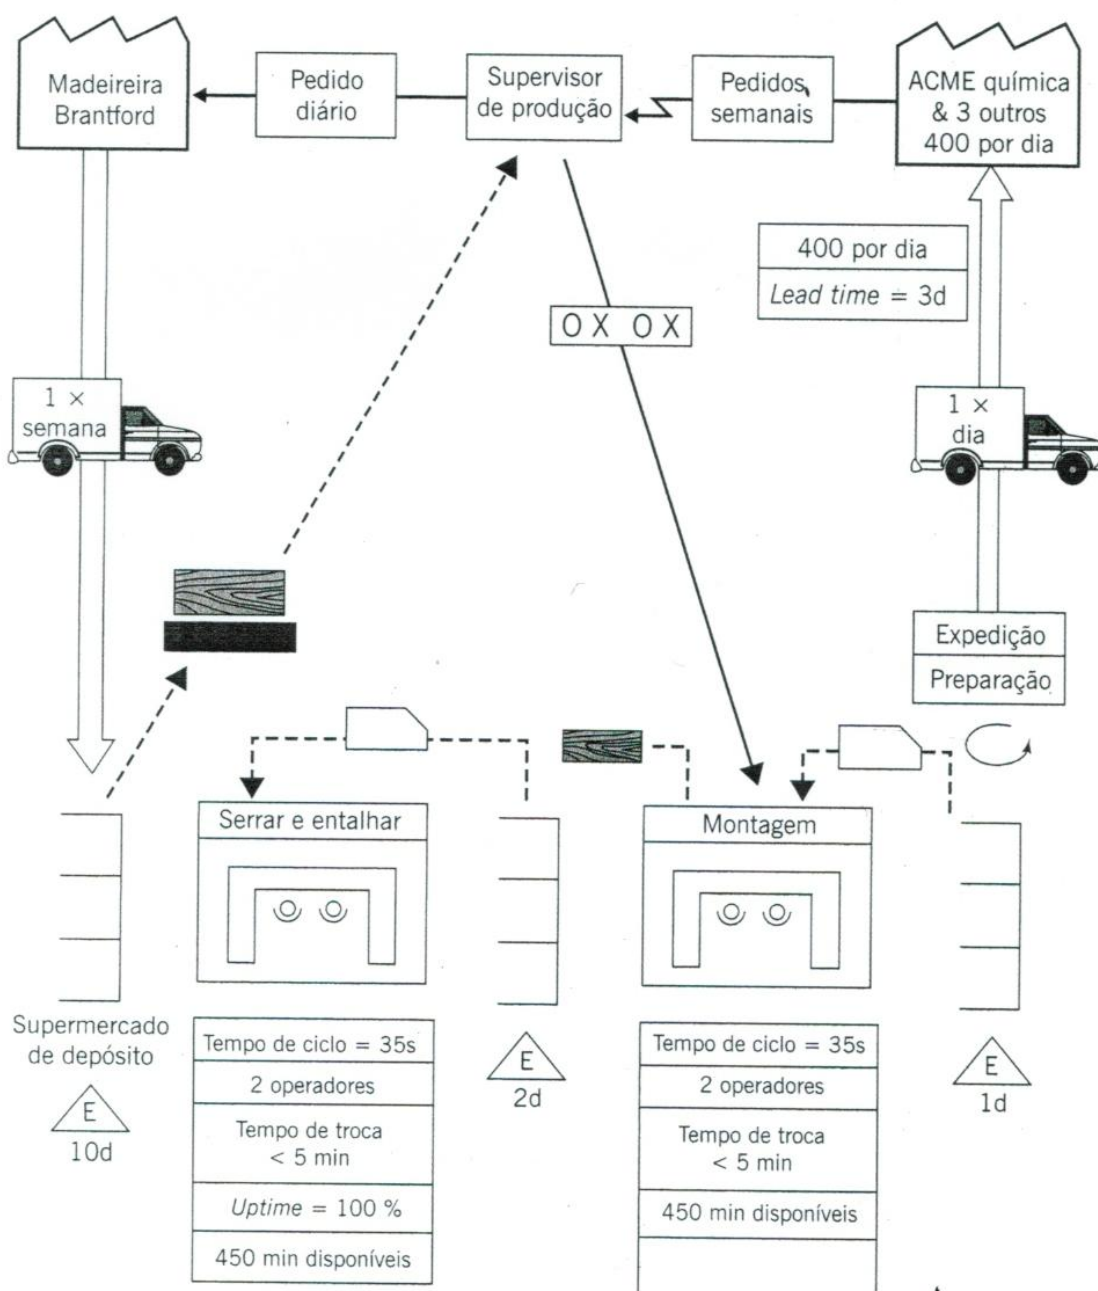 Madeireira
Brantford
Pedido
diário
Supervisor
de produção
Pedidos
semanais
ACME química
& 3 outros
400 por dia
400 por dia
Lead time = 3d
O X O X
1 ×
semana
1 ×
dia
Expedição
Preparação
Serrar e entalhar
Montagem
Supermercado
de depósito
E
10d
Tempo de ciclo = 35s
2 operadores
Tempo de troca
< 5 min
Uptime = 100 %
450 min disponíveis
E
2d
Tempo de ciclo = 35s
2 operadores
Tempo de troca
< 5 min
450 min disponíveis
E
1d